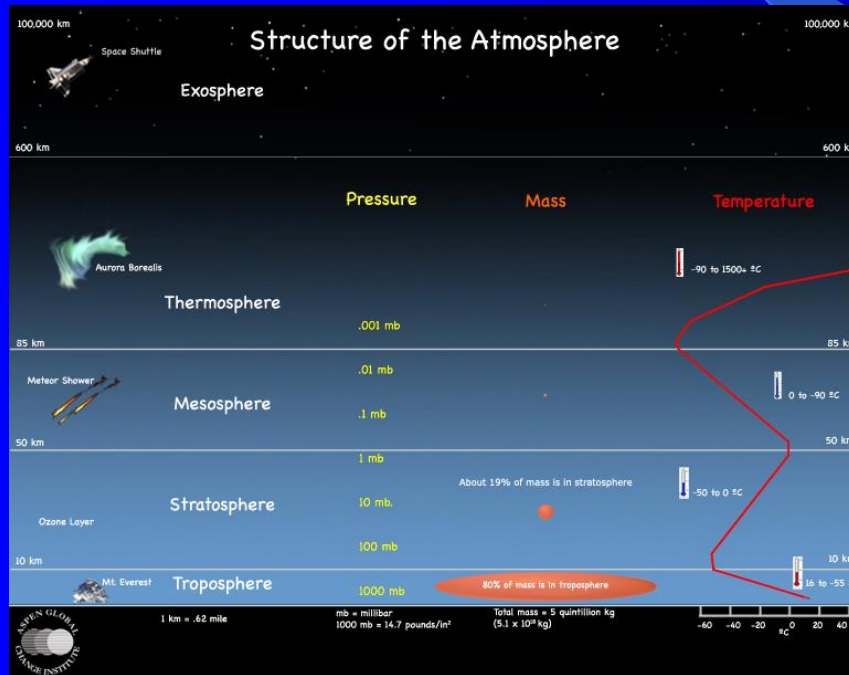 Structure of the Atmosphere
100,000 km
100,000 k
Space Shuttle
Exosphere
600 km
600 k
Pressure
Mass
Temperature
Aurora Borealis
-90 to 1500+ ºC
Thermosphere
.001 mb
85 km
85 k
Meteor Shower
.01 mb
0 to -90 ºC
Mesosphere
.1 mb
50 km
50 k
1 mb
About 19% of mass is in stratosphere
-50 to 0 ºC
Stratosphere
10 mb.
Ozone Layer
100 mb
10 km
10 k
Mt. Everest
Troposphere
1000 mb
80% of mass is in troposphere
16 to -55
1 km = .62 mile
mb = millibar
1000 mb = 14.7 pounds/in²
Total mass = 5 quintillion kg
(5.1 x 10¹⁸ kg)
-60 -40 -20 0 20 40
ºC
ASPEN GLOBAL
CHANGE INSTITUTE